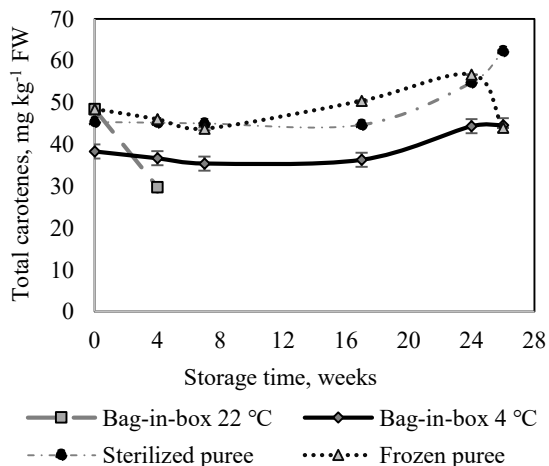 Total carotenes, mg kg⁻¹ FW
70
60
50
40
30
20
10
0
0 4 8 12 16 20 24 28
Storage time, weeks
Bag-in-box 22 °C Bag-in-box 4 °C
Sterilized puree Frozen puree